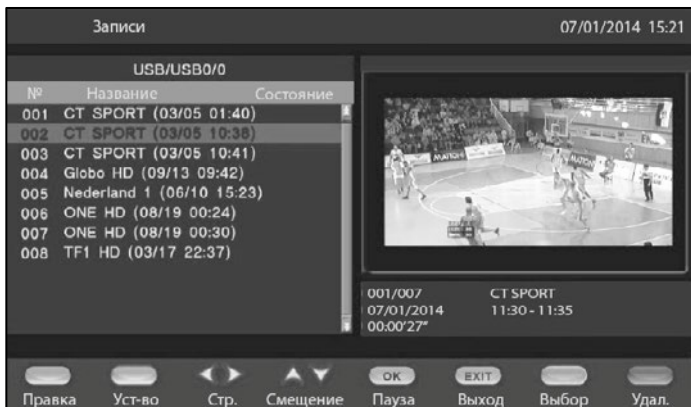 Записи 07/01/2014 15:21
USB/USB0/0
№ Название Состояние
001 CT SPORT (03/05 01:40)
002 CT SPORT (03/05 10:38)
003 CT SPORT (03/05 10:41)
004 Globo HD (09/13 09:42)
005 Nederland 1 (06/10 15:23)
006 ONE HD (08/19 00:24)
007 ONE HD (08/19 00:30)
008 TF1 HD (03/17 22:37)
MATTONI
MATTONI
001/007 CT SPORT
07/01/2014 11:30 - 11:35
00:00'27"
OK EXIT
Правка Уст-во Стр. Смещение Пауза Выход Выбор Удал.